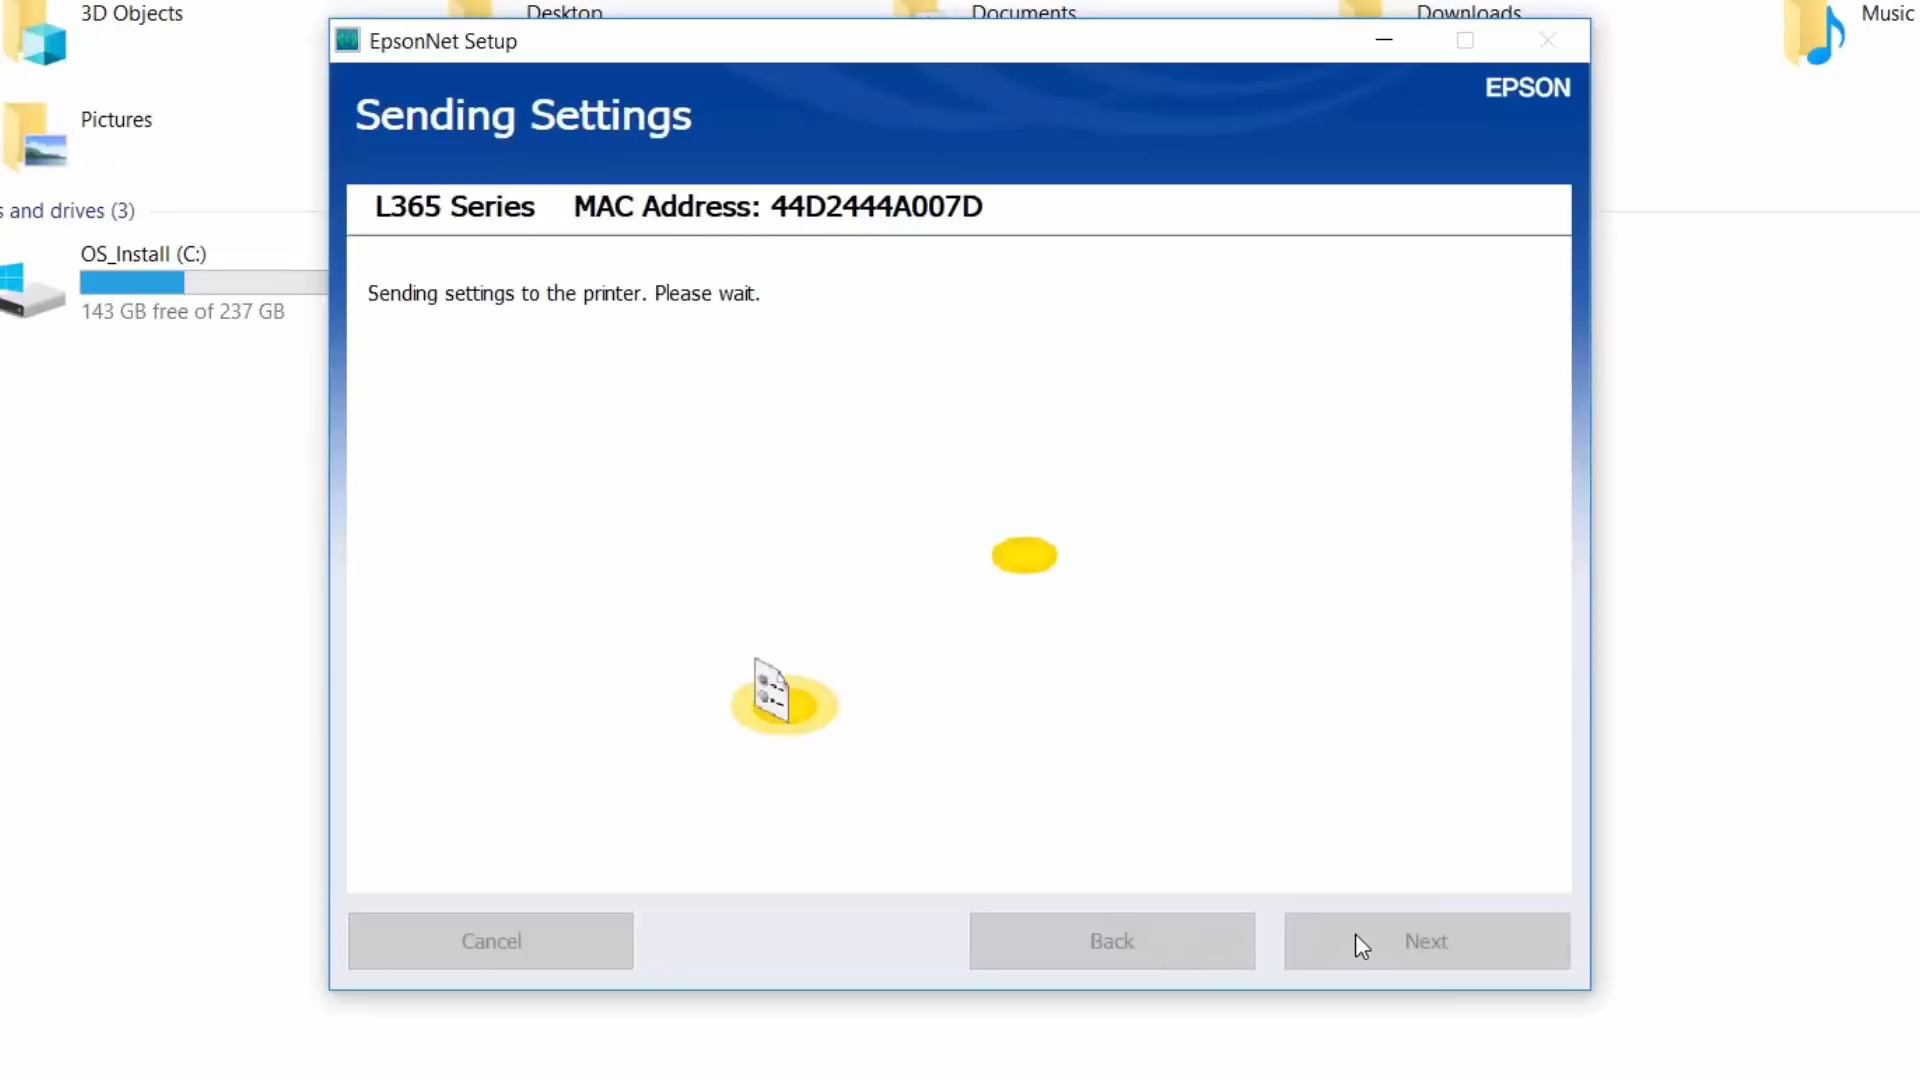 3D Objects
Desktop
Documents
Downloads
Music
EpsonNet Setup
EPSON
Sending Settings
Pictures
L365 Series MAC Address: 44D2444A007D
s and drives (3)
OS_Install (C:)
143 GB free of 237 GB
Sending settings to the printer. Please wait.
Cancel
Back
Next